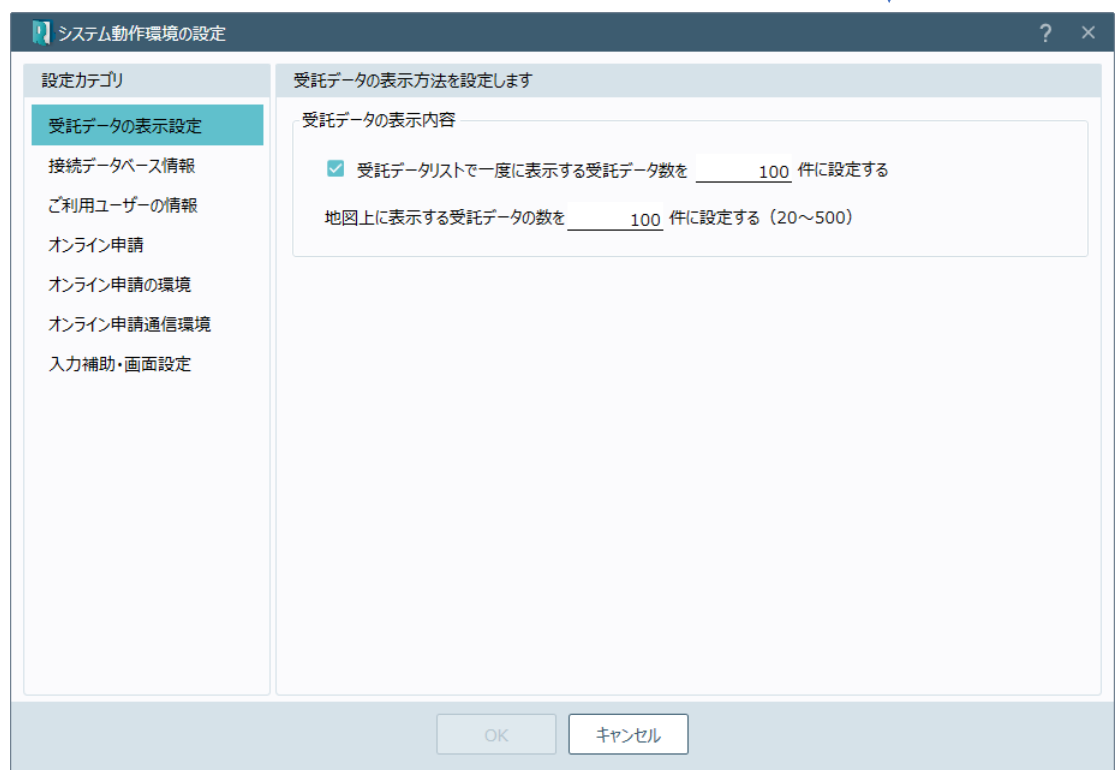 システム動作環境の設定
? ×
設定カテゴリ
受託データの表示設定
接続データベース情報
ご利用ユーザーの情報
オンライン申請
オンライン申請の環境
オンライン申請通信環境
入力補助・画面設定
受託データの表示方法を設定します
受託データの表示内容
受託データリストで一度に表示する受託データ数を 100 件に設定する
地図上に表示する受託データの数を 100 件に設定する（20～500）
OK キャンセル